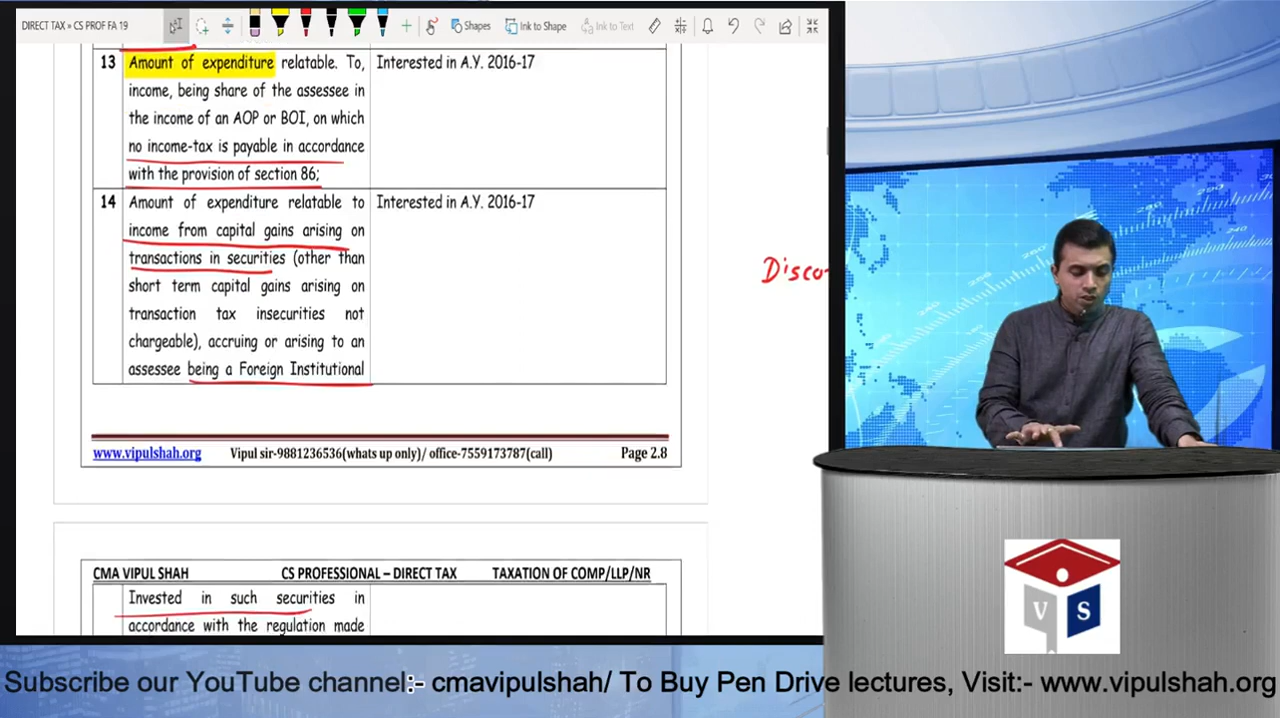 DIRECT TAX » CS PROF FA 19
Shapes
Ink to Shape
Ink to Text
13 Amount of expenditure relatable. To, Interested in A.Y. 2016-17
income, being share of the assessee in
the income of an AOP or BOI, on which
no income-tax is payable in accordance
with the provision of section 86;
14 Amount of expenditure relatable to Interested in A.Y. 2016-17
income from capital gains arising on
transactions in securities (other than
short term capital gains arising on
transaction tax insecurities not
chargeable), accruing or arising to an
assessee being a Foreign Institutional
Disco
www.vipulshah.org Vipul sir-9881236536(whats up only)/ office-7559173787(call) Page 2.8
CMA VIPUL SHAH CS PROFESSIONAL – DIRECT TAX TAXATION OF COMP/LLP/NR
Invested in such securities in
accordance with the regulation made
V S
Subscribe our YouTube channel:- cmavipulshah/ To Buy Pen Drive lectures, Visit:- www.vipulshah.org